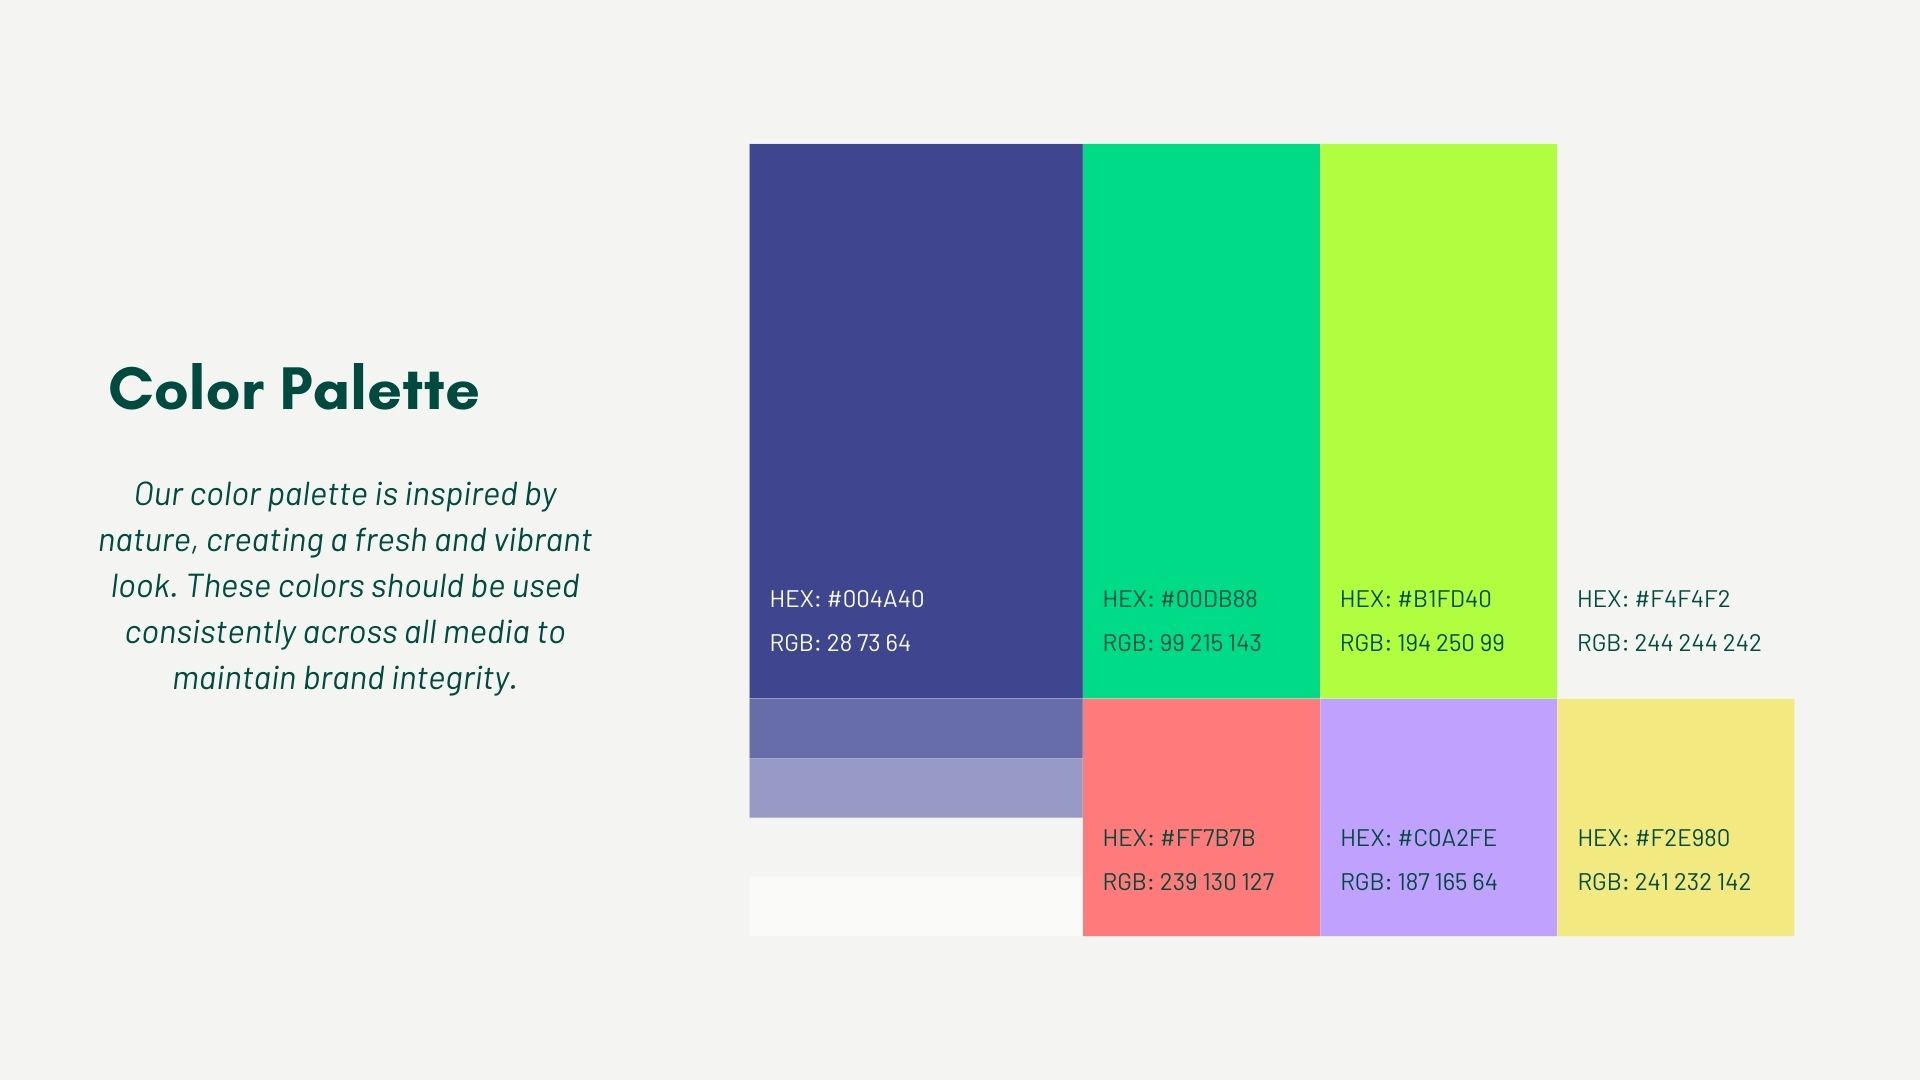 Color Palette
Our color palette is inspired by
nature, creating a fresh and vibrant
look. These colors should be used
consistently across all media to
maintain brand integrity.
HEX: #004A40
RGB: 28 73 64
HEX: #00DB88
RGB: 99 215 143
HEX: #B1FD40
RGB: 194 250 99
HEX: #F4F4F2
RGB: 244 244 242
HEX: #FF7B7B
RGB: 239 130 127
HEX: #C0A2FE
RGB: 187 165 64
HEX: #F2E980
RGB: 241 232 142